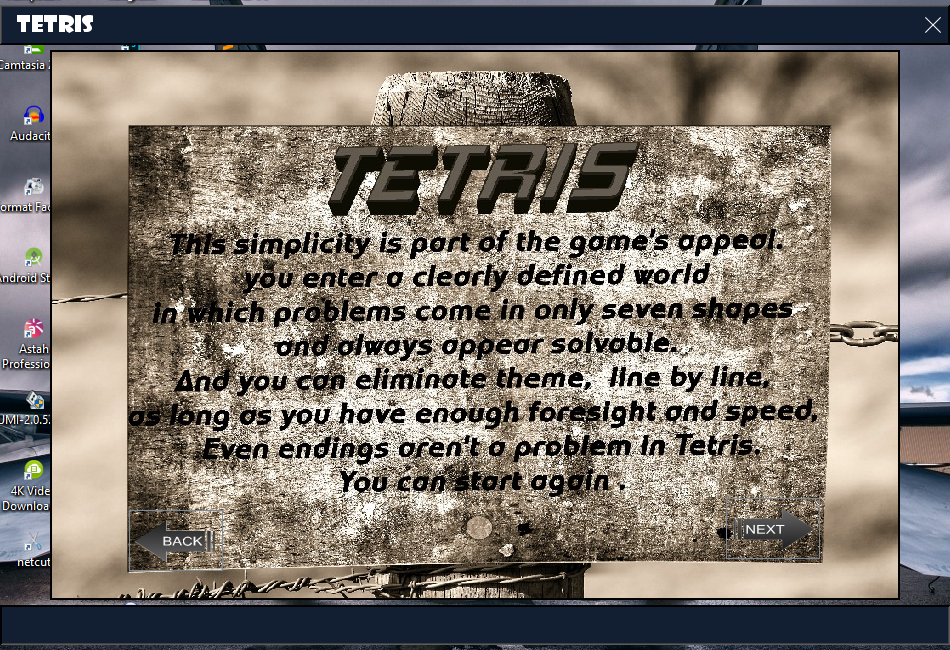 TETRIS
Camtasia 2
Audacit
ormat Fac
Android St
Astah
Professio
UMI-2.0.5.
4K Vide
Downloa
netcut
TETRIS
This simplicity is part of the game's appeal.
you enter a clearly defined world
in which problems come in only seven shapes
and always appear solvable.
And you can eliminate theme, line by line,
as long as you have enough foresight and speed,
Even endings aren't a problem In Tetris.
You can start again .
BACK
NEXT